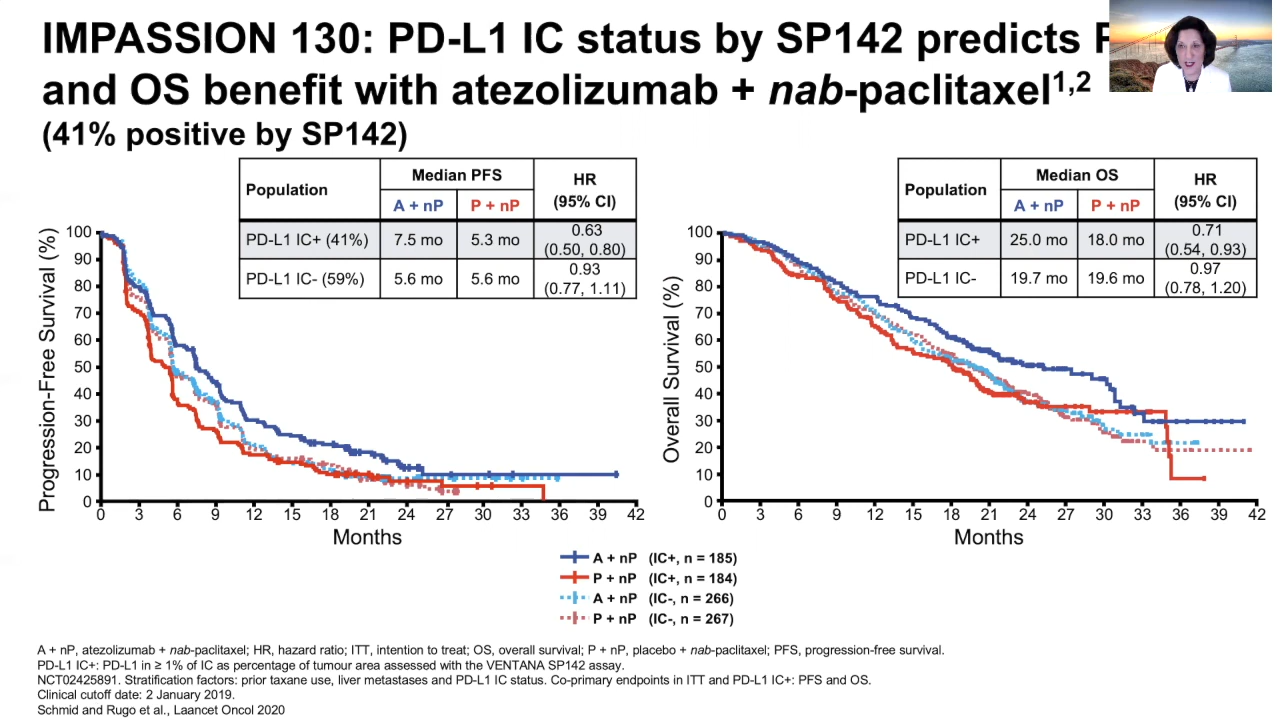 IMPASSION 130: PD-L1 IC status by SP142 predicts
and OS benefit with atezolizumab + nab-paclitaxel1,2
(41% positive by SP142)
Population Median PFS HR (95% CI)
A + nP P + nP
PD-L1 IC+ (41%) 7.5 mo 5.3 mo 0.63 (0.50, 0.80)
PD-L1 IC- (59%) 5.6 mo 5.6 mo 0.93 (0.77, 1.11)
Progression-Free Survival (%)
100
90
80
70
60
50
40
30
20
10
0
0 3 6 9 12 15 18 21 24 27 30 33 36 39 42
Months
Population Median OS HR (95% CI)
A + nP P + nP
PD-L1 IC+ 25.0 mo 18.0 mo 0.71 (0.54, 0.93)
PD-L1 IC- 19.7 mo 19.6 mo 0.97 (0.78, 1.20)
Overall Survival (%)
100
90
80
70
60
50
40
30
20
10
0
0 3 6 9 12 15 18 21 24 27 30 33 36 39 42
Months
A + nP (IC+, n = 185)
P + nP (IC+, n = 184)
A + nP (IC-, n = 266)
P + nP (IC-, n = 267)
A + nP, atezolizumab + nab-paclitaxel; HR, hazard ratio; ITT, intention to treat; OS, overall survival; P + nP, placebo + nab-paclitaxel; PFS, progression-free survival.
PD-L1 IC+: PD-L1 in ≥ 1% of IC as percentage of tumour area assessed with the VENTANA SP142 assay.
NCT02425891. Stratification factors: prior taxane use, liver metastases and PD-L1 IC status. Co-primary endpoints in ITT and PD-L1 IC+: PFS and OS.
Clinical cutoff date: 2 January 2019.
Schmid and Rugo et al., Laancet Oncol 2020